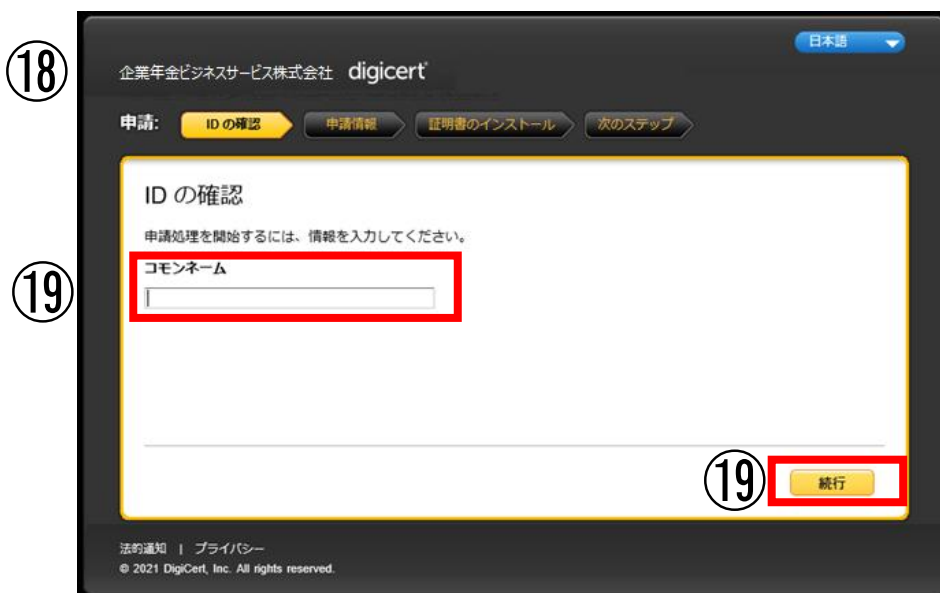 ⑱
日本語
企業年金ビジネスサービス株式会社 digicert
申請: IDの確認 申請情報 証明書のインストール 次のステップ
ID の確認
申請処理を開始するには、情報を入力してください。
コモンネーム
⑲
⑲
続行
法的通知 | プライバシー
© 2021 DigiCert, Inc. All rights reserved.